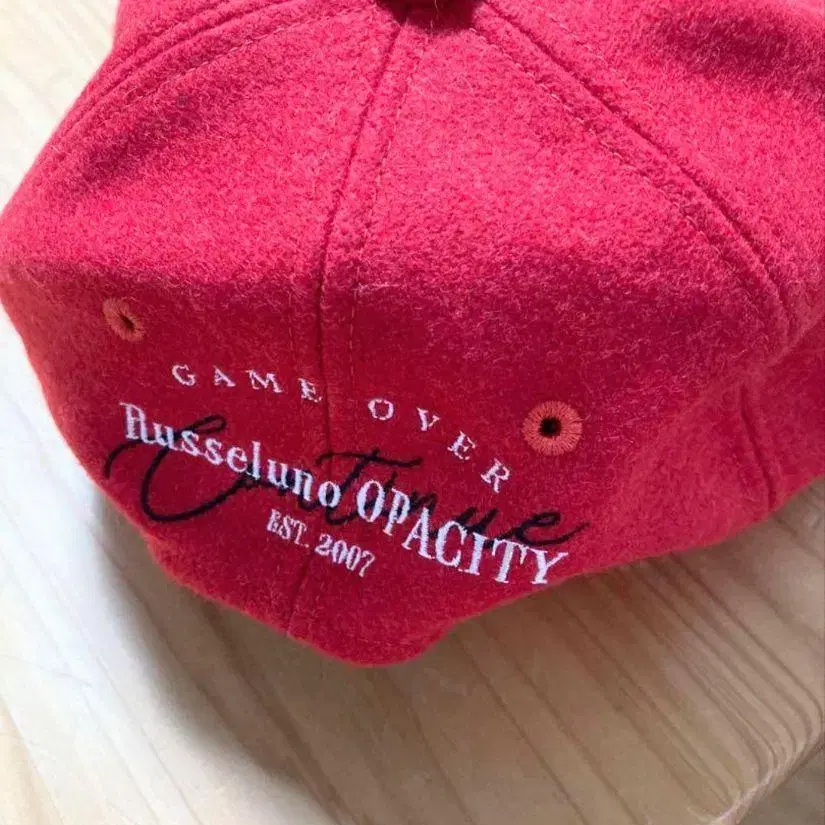 GAME OVER
Russeluno OPACITY
Continue
EST. 2007